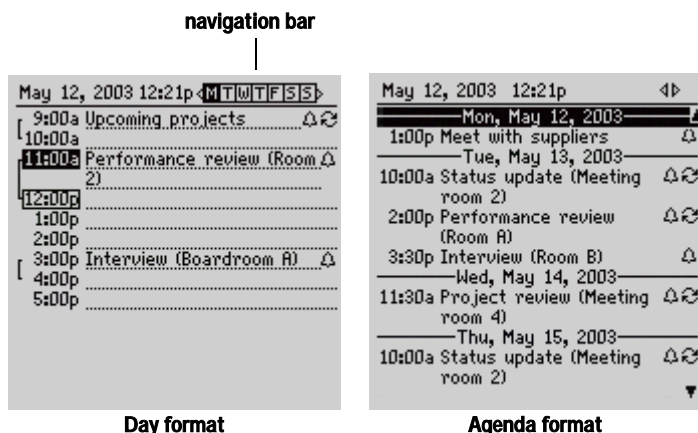 navigation bar
May 12, 2003 12:21p MTWTFSS
9:00a Upcoming projects
10:00a
11:00a Performance review (Room
2)
12:00p
1:00p
2:00p
3:00p Interview (Boardroom A)
4:00p
5:00p
Day format
May 12, 2003 12:21p
Mon, May 12, 2003
1:00p Meet with suppliers
Tue, May 13, 2003
10:00a Status update (Meeting
room 2)
2:00p Performance review
(Room A)
3:30p Interview (Room B)
Wed, May 14, 2003
11:30a Project review (Meeting
room 4)
Thu, May 15, 2003
10:00a Status update (Meeting
room 2)
Agenda format